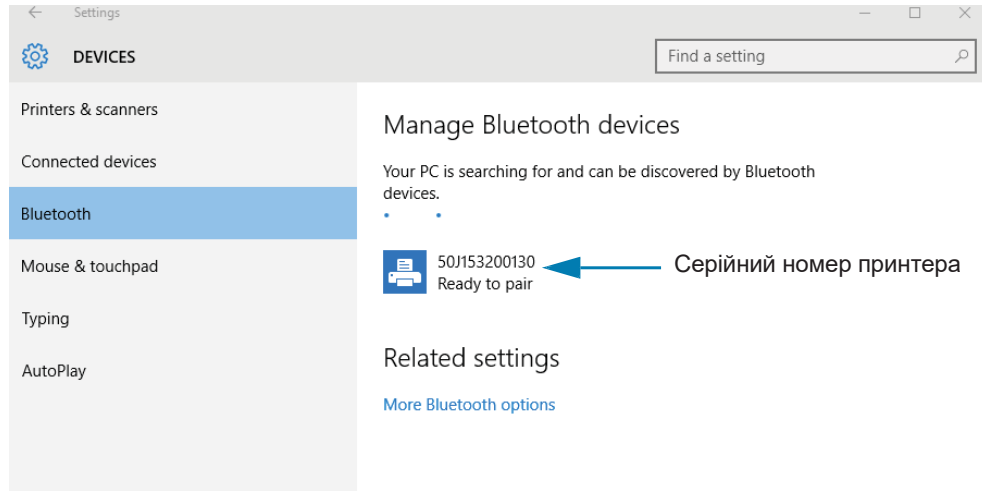 Settings
DEVICES
Find a setting
Printers & scanners
Connected devices
Bluetooth
Mouse & touchpad
Typing
AutoPlay
Manage Bluetooth devices
Your PC is searching for and can be discovered by Bluetooth
devices.
50J153200130
Ready to pair
Серійний номер принтера
Related settings
More Bluetooth options